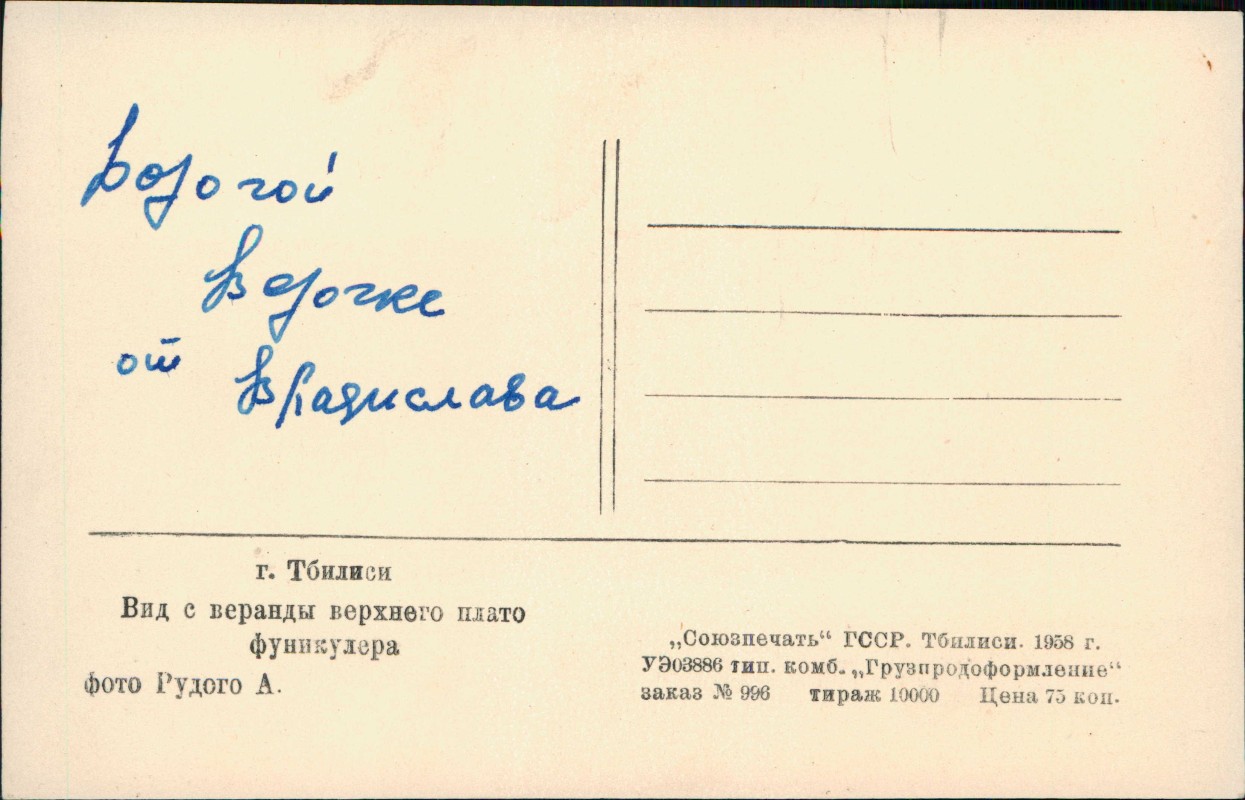 Дорогой
Верочке
от Владислава
г. Тбилиси
Вид с веранды верхнего плато
фуникулера
фото Рудого А.
„Союзпечать“ ГССР. Тбилиси. 1958 г.
УЭ03886 тип. комб. „Грузпродоформление“
заказ № 996 тираж 10000 Цена 75 коп.